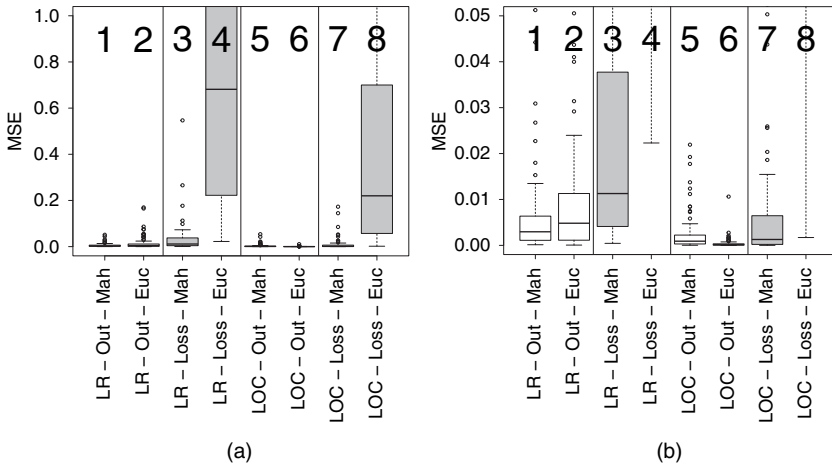 1 2 3 4 5 6 7 8
1.0
0.8
0.6
0.4
0.2
0.0
MSE
LR – Out – Mah
LR – Out – Euc
LR – Loss – Mah
LR – Loss – Euc
LOC – Out – Mah
LOC – Out – Euc
LOC – Loss – Mah
LOC – Loss – Euc
(a)
1 2 3 4 5 6 7 8
0.05
0.04
0.03
0.02
0.01
0.00
MSE
LR – Out – Mah
LR – Out – Euc
LR – Loss – Mah
LR – Loss – Euc
LOC – Out – Mah
LOC – Out – Euc
LOC – Loss – Mah
LOC – Loss – Euc
(b)